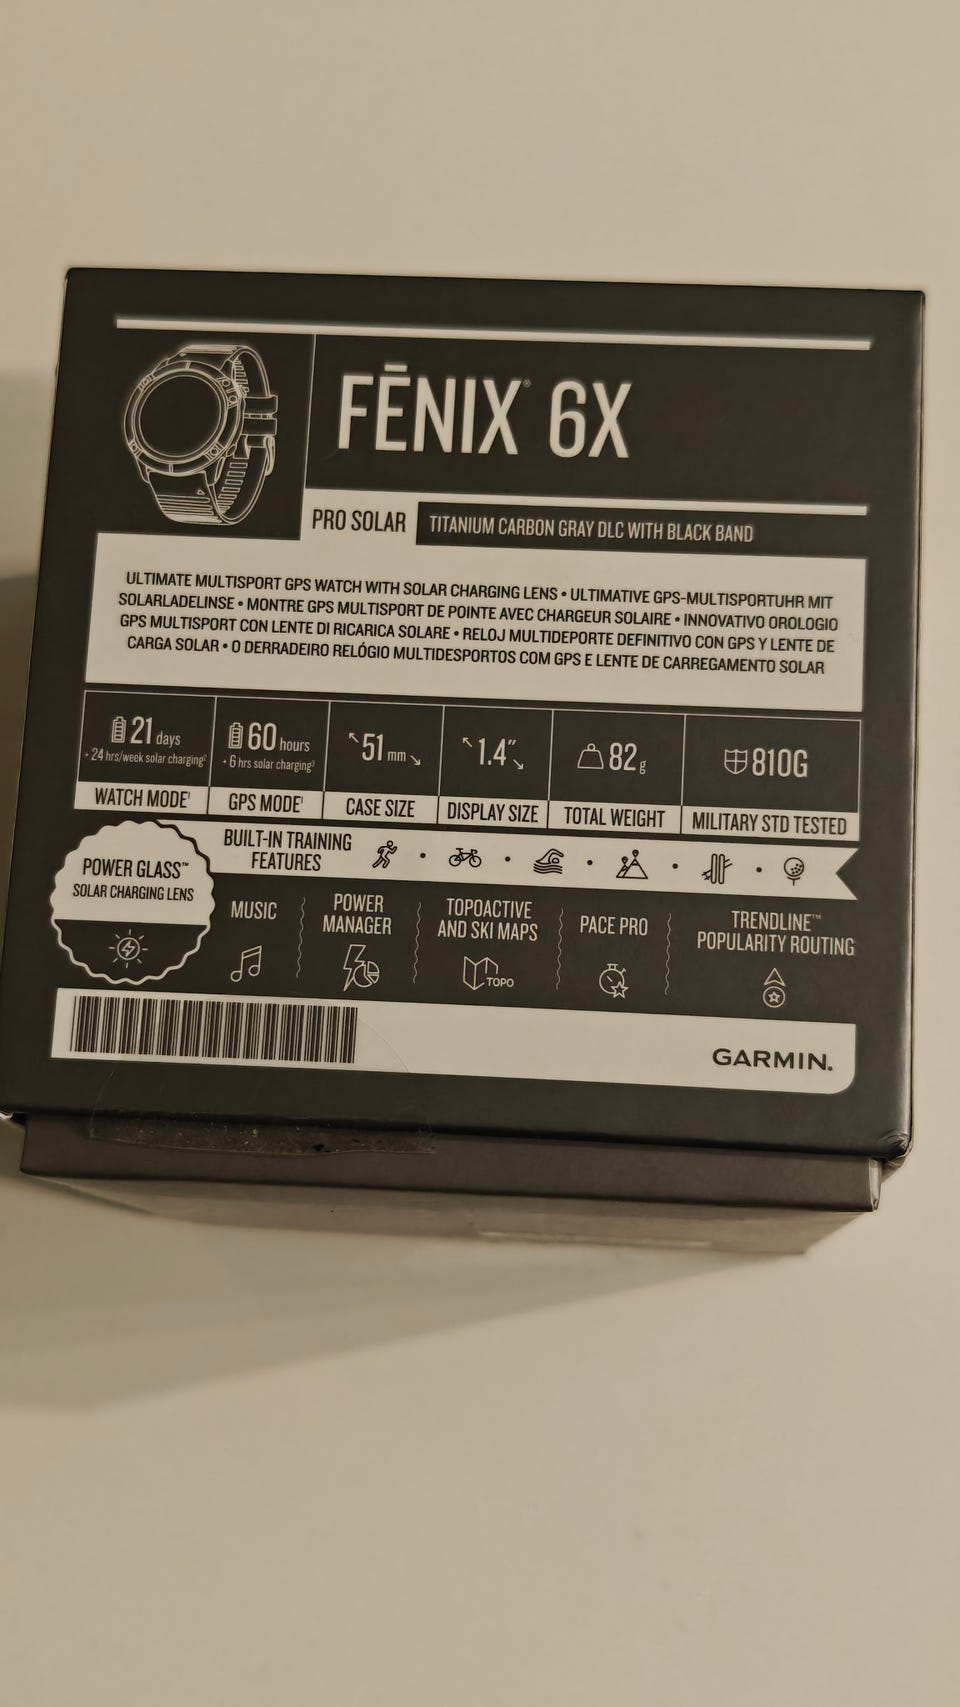 FĒNIX® 6X
PRO SOLAR
TITANIUM CARBON GRAY DLC WITH BLACK BAND
ULTIMATE MULTISPORT GPS WATCH WITH SOLAR CHARGING LENS • ULTIMATIVE GPS-MULTISPORTUHR MIT
SOLARLADELINSE • MONTRE GPS MULTISPORT DE POINTE AVEC CHARGEUR SOLAIRE • INNOVATIVO OROLOGIO
GPS MULTISPORT CON LENTE DI RICARICA SOLARE • RELOJ MULTIDEPORTE DEFINITIVO CON GPS Y LENTE DE
CARGA SOLAR • O DERRADEIRO RELÓGIO MULTIDESPORTOS COM GPS E LENTE DE CARREGAMENTO SOLAR
21 days
+ 24 hrs/week solar charging²
WATCH MODE¹
60 hours
+ 6 hrs solar charging³
GPS MODE¹
51 mm
CASE SIZE
1.4″
DISPLAY SIZE
82 g
TOTAL WEIGHT
810G
MILITARY STD TESTED
POWER GLASS™
SOLAR CHARGING LENS
BUILT-IN TRAINING
FEATURES
MUSIC
POWER
MANAGER
TOPOACTIVE
AND SKI MAPS
TOPO
PACE PRO
TRENDLINE™
POPULARITY ROUTING
GARMIN®